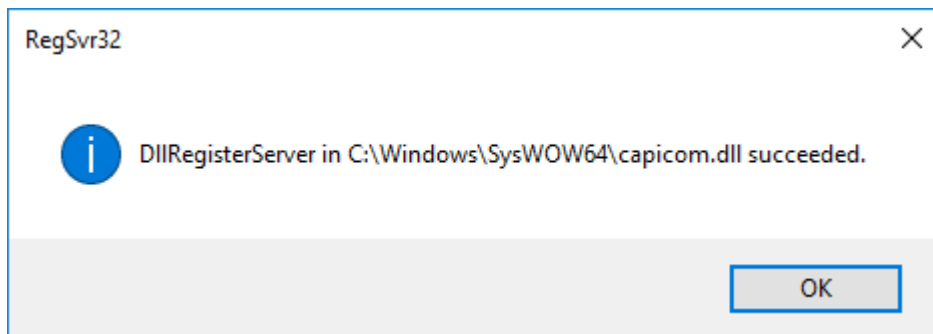 RegSvr32
DllRegisterServer in C:\Windows\SysWOW64\capicom.dll succeeded.
OK